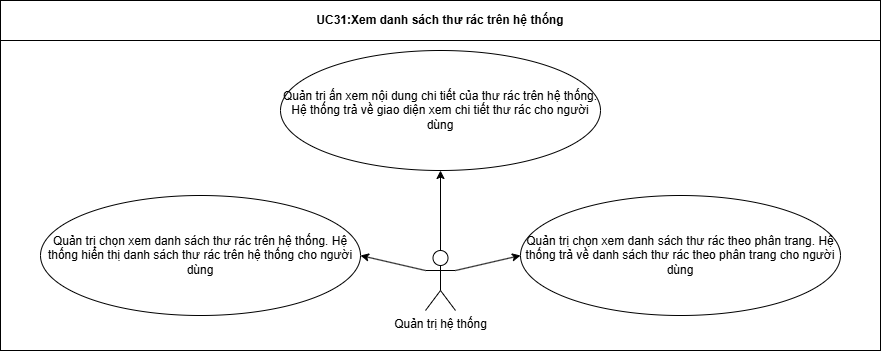 UC31:Xem danh sách thư rác trên hệ thống
Quản trị ấn xem nội dung chi tiết của thư rác trên hệ thống.
Hệ thống trả về giao diện xem chi tiết thư rác cho người
dùng
Quản trị chọn xem danh sách thư rác trên hệ thống. Hệ
thống hiển thị danh sách thư rác trên hệ thống cho người
dùng
Quản trị chọn xem danh sách thư rác theo phân trang. Hệ
thống trả về danh sách thư rác theo phân trang cho người
dùng
Quản trị hệ thống